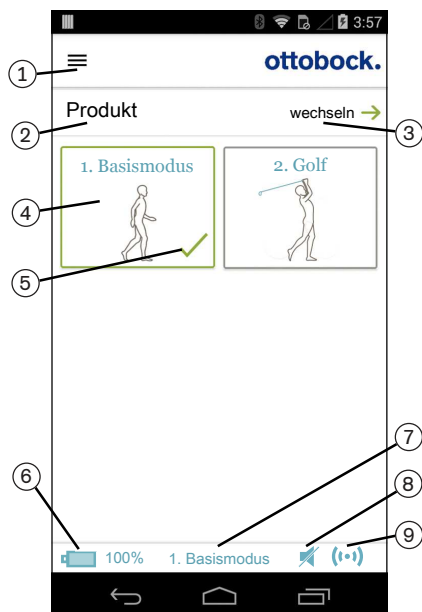 3:57
1
ottobock.
2
Produkt
wechseln
3
4
1. Basismodus
2. Golf
5
6
7
8
9
100%
1. Basismodus